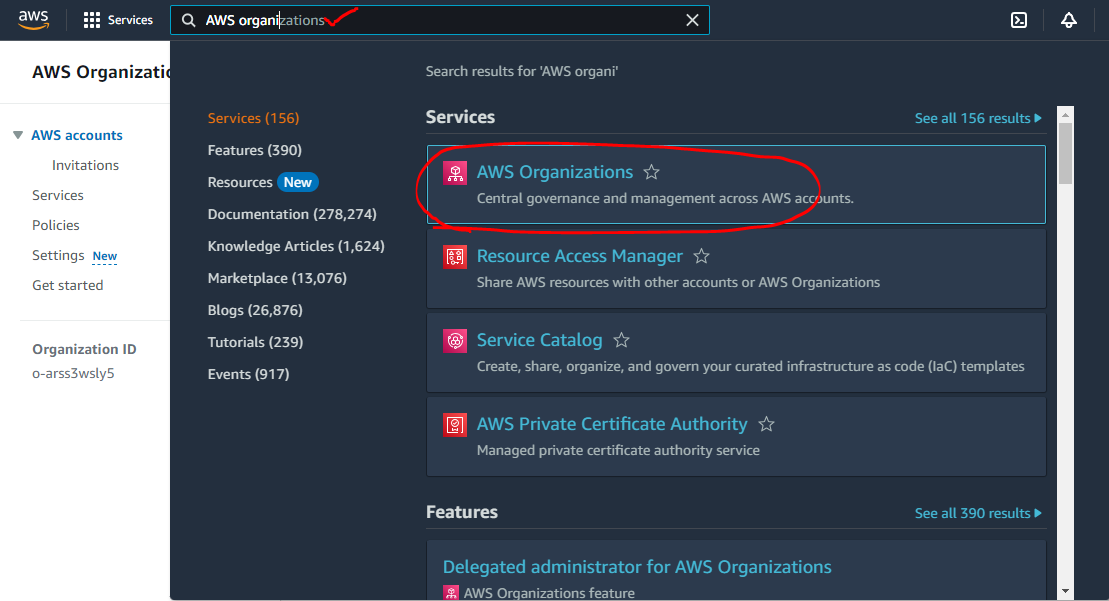 aws
Services
AWS organizations
AWS Organizatio
AWS accounts
Invitations
Services
Policies
Settings New
Get started
Organization ID
o-arss3wsly5
Search results for 'AWS organi'
Services (156)
Features (390)
Resources New
Documentation (278,274)
Knowledge Articles (1,624)
Marketplace (13,076)
Blogs (26,876)
Tutorials (239)
Events (917)
Services
See all 156 results
AWS Organizations
Central governance and management across AWS accounts.
Resource Access Manager
Share AWS resources with other accounts or AWS Organizations
Service Catalog
Create, share, organize, and govern your curated infrastructure as code (IaC) templates
AWS Private Certificate Authority
Managed private certificate authority service
Features
See all 390 results
Delegated administrator for AWS Organizations
AWS Organizations feature